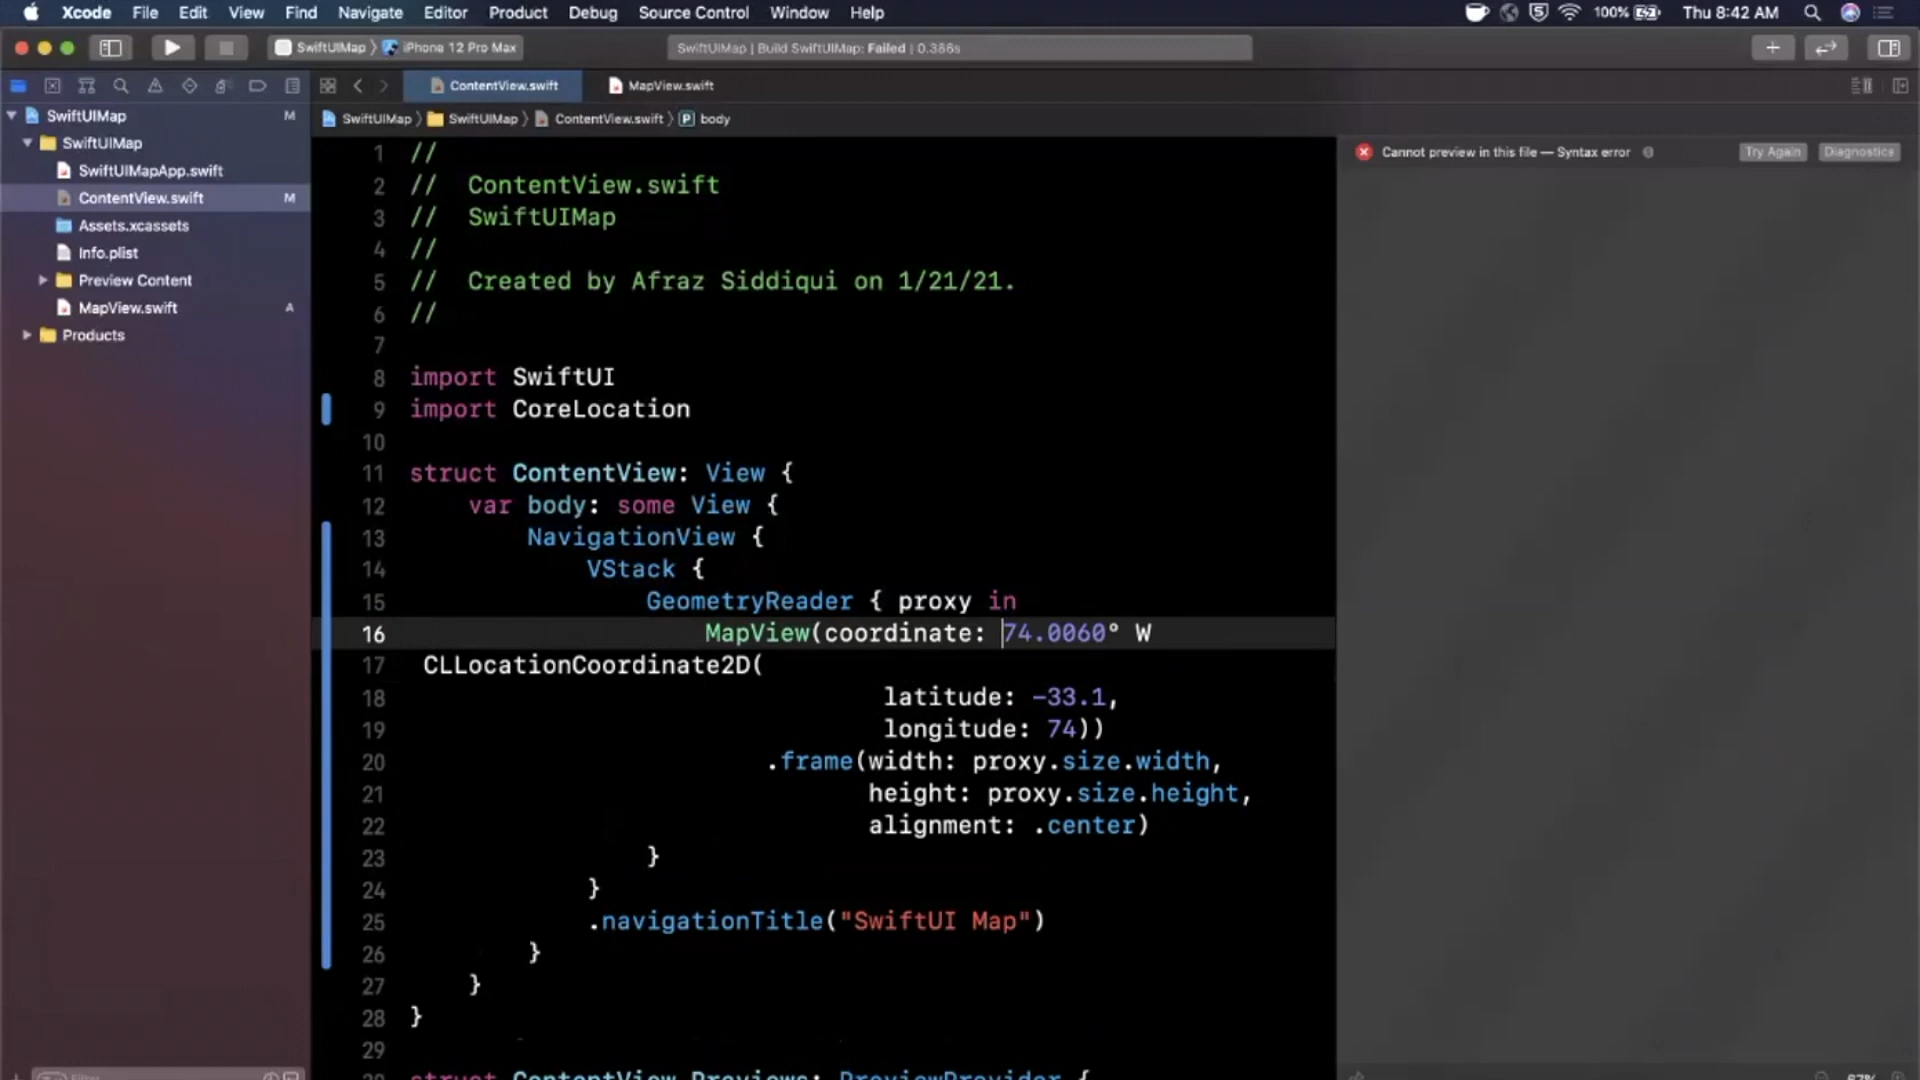 Xcode File Edit View Find Navigate Editor Product Debug Source Control Window Help 100% Thu 8:42 AM
SwiftUIMap iPhone 12 Pro Max SwiftUIMap | Build SwiftUIMap: Failed | 0.386s
ContentView.swift MapView.swift
SwiftUIMap SwiftUIMap ContentView.swift P body
SwiftUIMap M
SwiftUIMap
SwiftUIMapApp.swift
ContentView.swift M
Assets.xcassets
Info.plist
Preview Content
MapView.swift A
Products
1 //
2 // ContentView.swift
3 // SwiftUIMap
4 //
5 // Created by Afraz Siddiqui on 1/21/21.
6 //
7
8 import SwiftUI
9 import CoreLocation
10
11 struct ContentView: View {
12 var body: some View {
13 NavigationView {
14 VStack {
15 GeometryReader { proxy in
16 MapView(coordinate: 74.0060° W
17 CLLocationCoordinate2D(
18 latitude: -33.1,
19 longitude: 74))
20 .frame(width: proxy.size.width,
21 height: proxy.size.height,
22 alignment: .center)
23 }
24 }
25 .navigationTitle("SwiftUI Map")
26 }
27 }
28 }
29
struct ContentView_Previews: PreviewProvider {
Cannot preview in this file — Syntax error Try Again Diagnostics
Filter